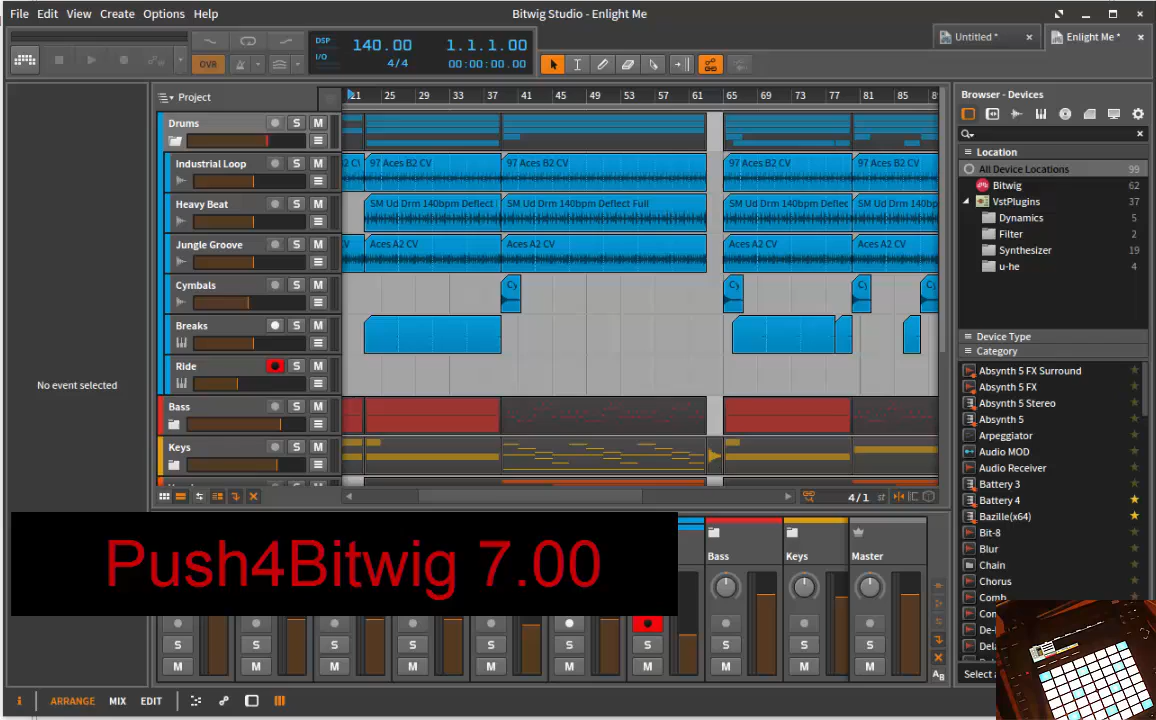 File Edit View Create Options Help
Bitwig Studio - Enlight Me
OVR
DSP
I/O
140.00
4/4
1.1.1.00
00:00:00.00
Untitled *
Enlight Me *
Project
21 25 29 33 37 41 45 49 53 57 61 65 69 73 77 81 85
Drums S M
Industrial Loop S M
97 Aces B2 CV
97 Aces B2 CV
97 Aces B2 CV
97 Aces B2 CV
Heavy Beat S M
SM Ud Drm 140bpm Deflect
SM Ud Drm 140bpm Deflect Full
SM Ud Drm 140bpm Deflec
SM Ud Drm 140
Jungle Groove S M
Aces A2 CV
Aces A2 CV
Aces A2 CV
Aces A2 CV
Cymbals S M
Cy
Breaks S M
Ride S M
Bass S M
Keys S M
4/1
No event selected
Push4Bitwig 7.00
Bass
Keys
Master
S S S S S S S S S S
M M M M M M M M M M
Browser - Devices
Location
All Device Locations 99
Bitwig 62
VstPlugins 37
Dynamics 5
Filter 2
Synthesizer 19
u-he 4
Device Type
Category
Absynth 5 FX Surround
Absynth 5 FX
Absynth 5 Stereo
Absynth 5
Arpeggiator
Audio MOD
Audio Receiver
Battery 3
Battery 4
Bazille(x64)
Bit-8
Blur
Chain
Chorus
Comb
De-
Dela
Select a
i ARRANGE MIX EDIT